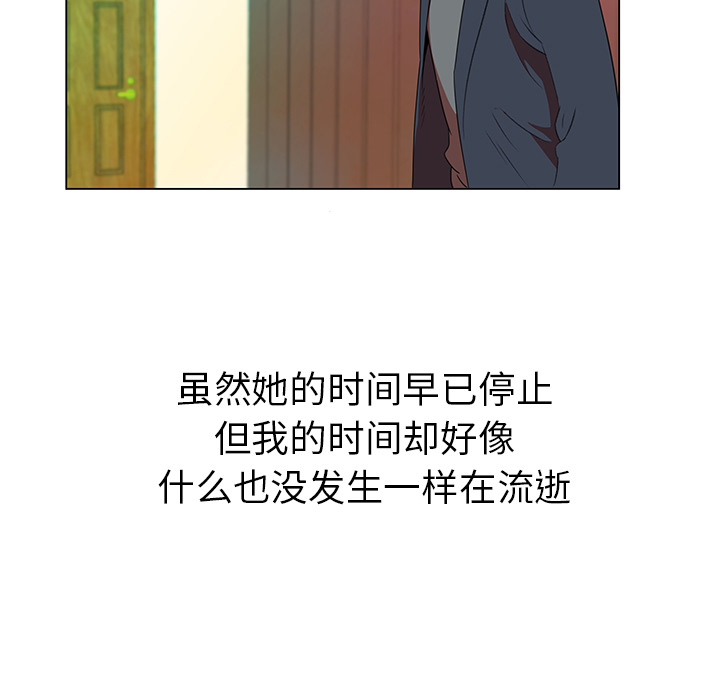 虽然她的时间早已停止
但我的时间却好像
什么也没发生一样在流逝